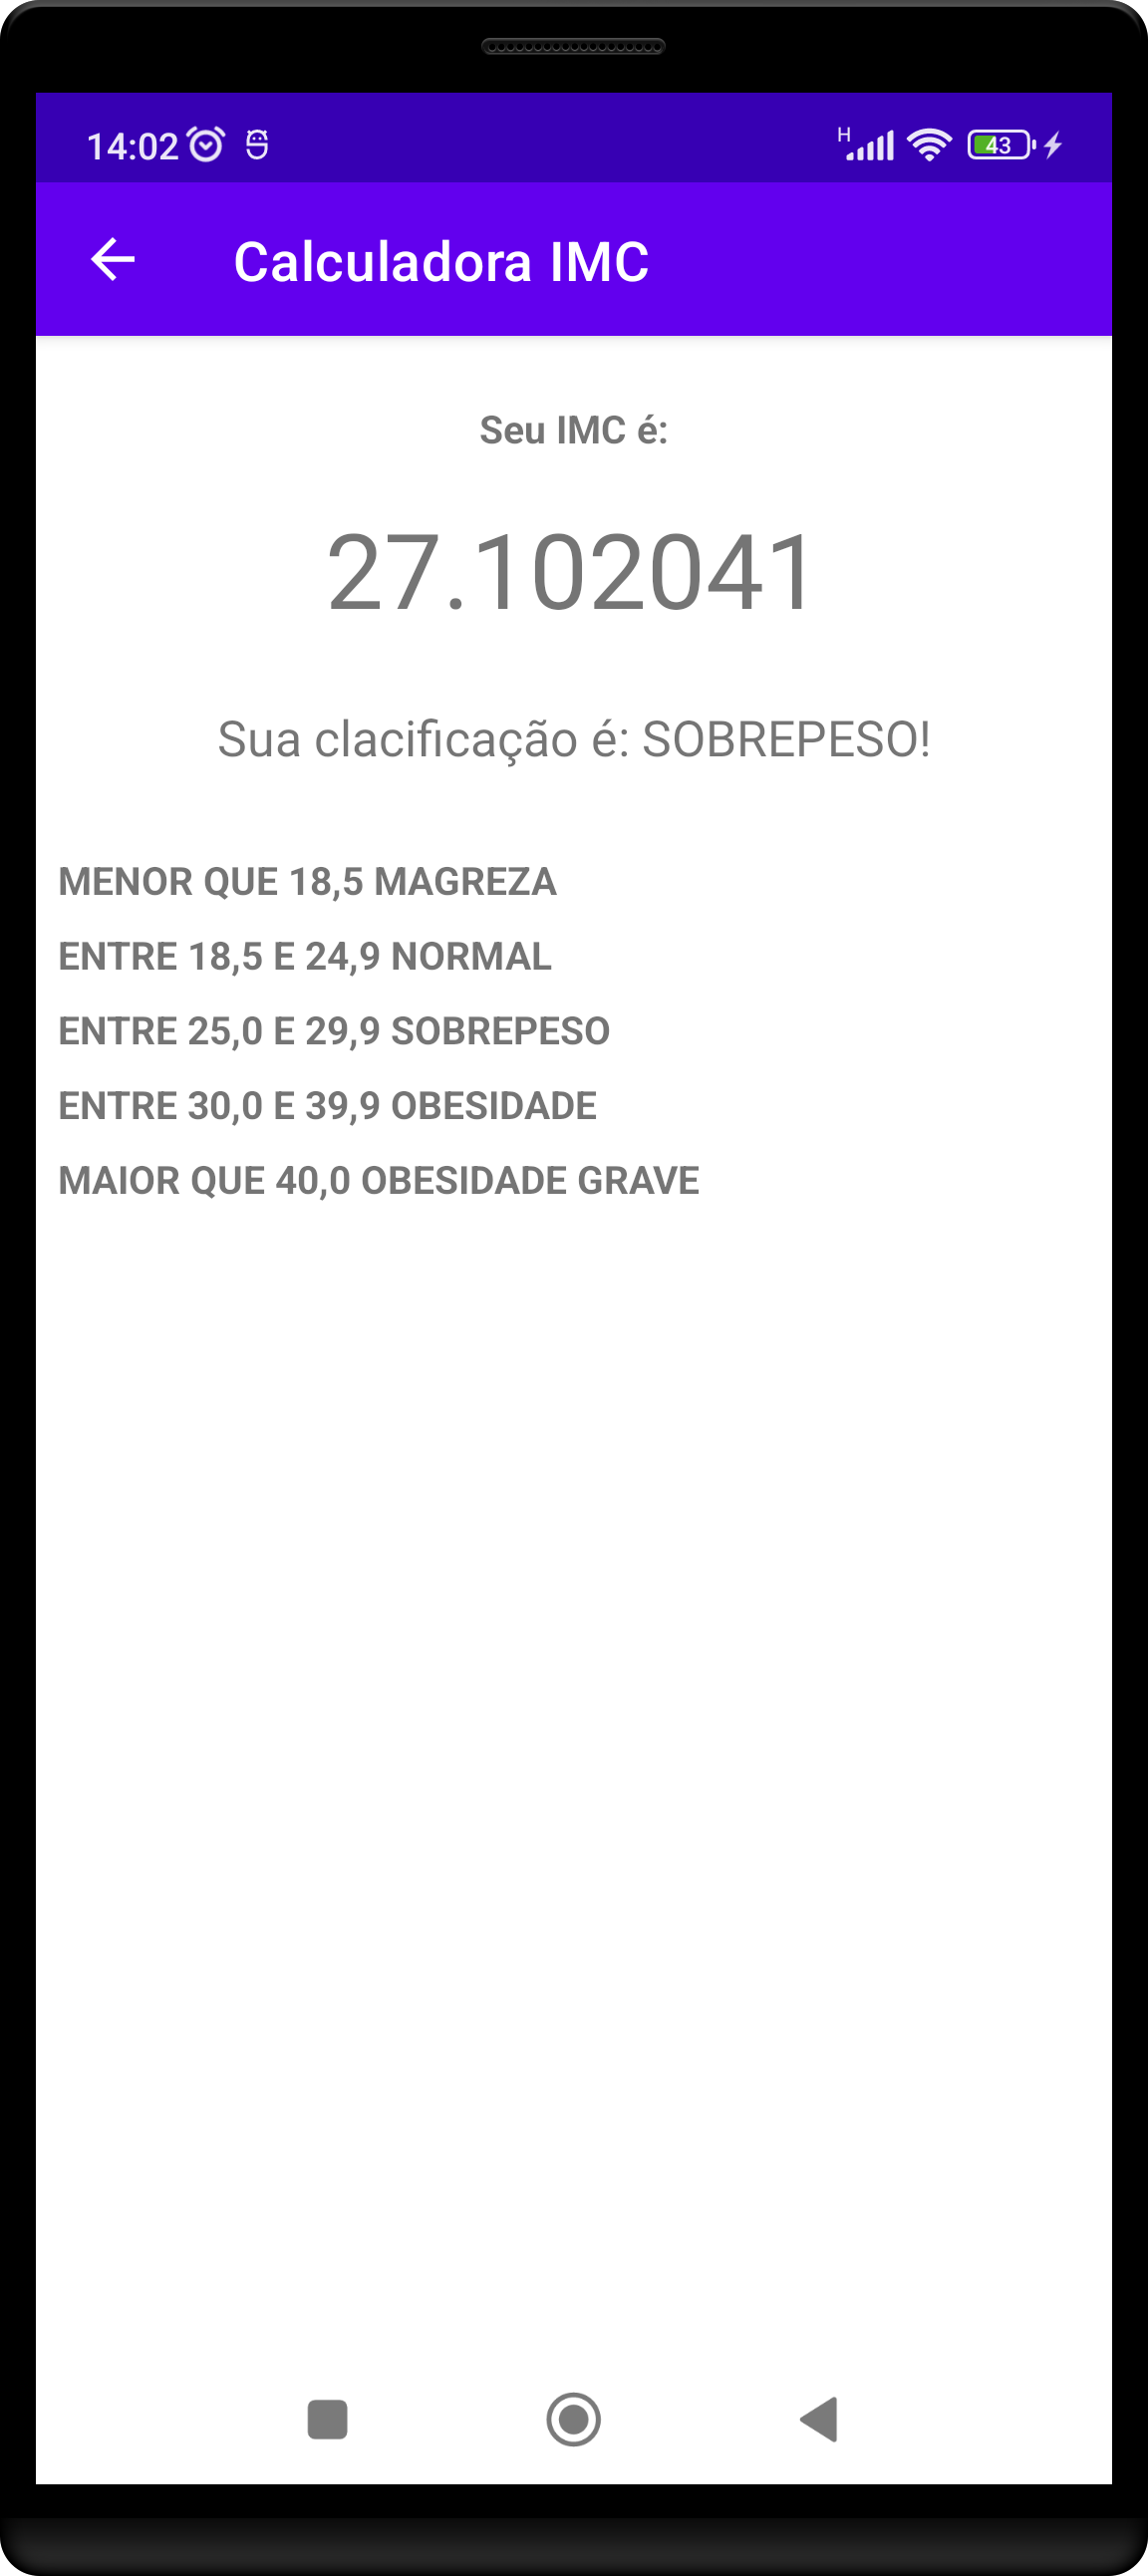 14:02
H
43
Calculadora IMC
Seu IMC é:
27.102041
Sua clacificação é: SOBREPESO!
MENOR QUE 18,5 MAGREZA
ENTRE 18,5 E 24,9 NORMAL
ENTRE 25,0 E 29,9 SOBREPESO
ENTRE 30,0 E 39,9 OBESIDADE
MAIOR QUE 40,0 OBESIDADE GRAVE